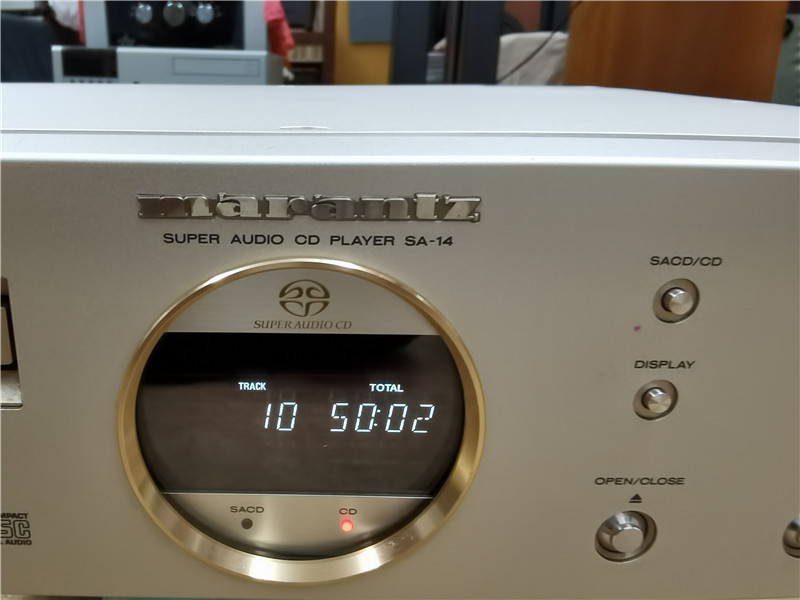 marantz
SUPER AUDIO CD PLAYER SA-14
SUPER AUDIO CD
TRACK TOTAL
10 50:02
SACD CD
SACD/CD
DISPLAY
OPEN/CLOSE